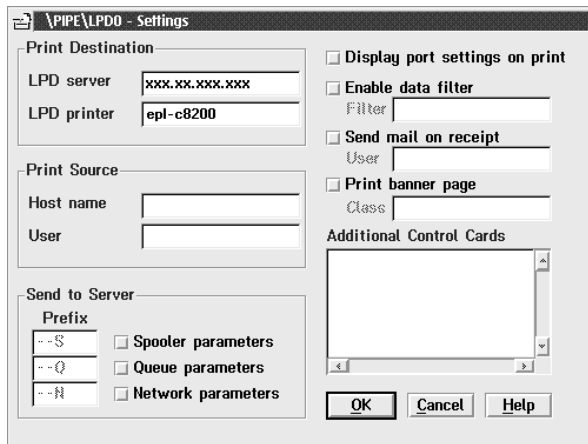 \PIPE\LPD0 - Settings
Print Destination
LPD server xxx.xx.xxx.xxx
LPD printer epl-c8200
Print Source
Host name
User
Send to Server
Prefix
--S Spooler parameters
--Q Queue parameters
--N Network parameters
Display port settings on print
Enable data filter
Filter
Send mail on receipt
User
Print banner page
Class
Additional Control Cards
OK Cancel Help